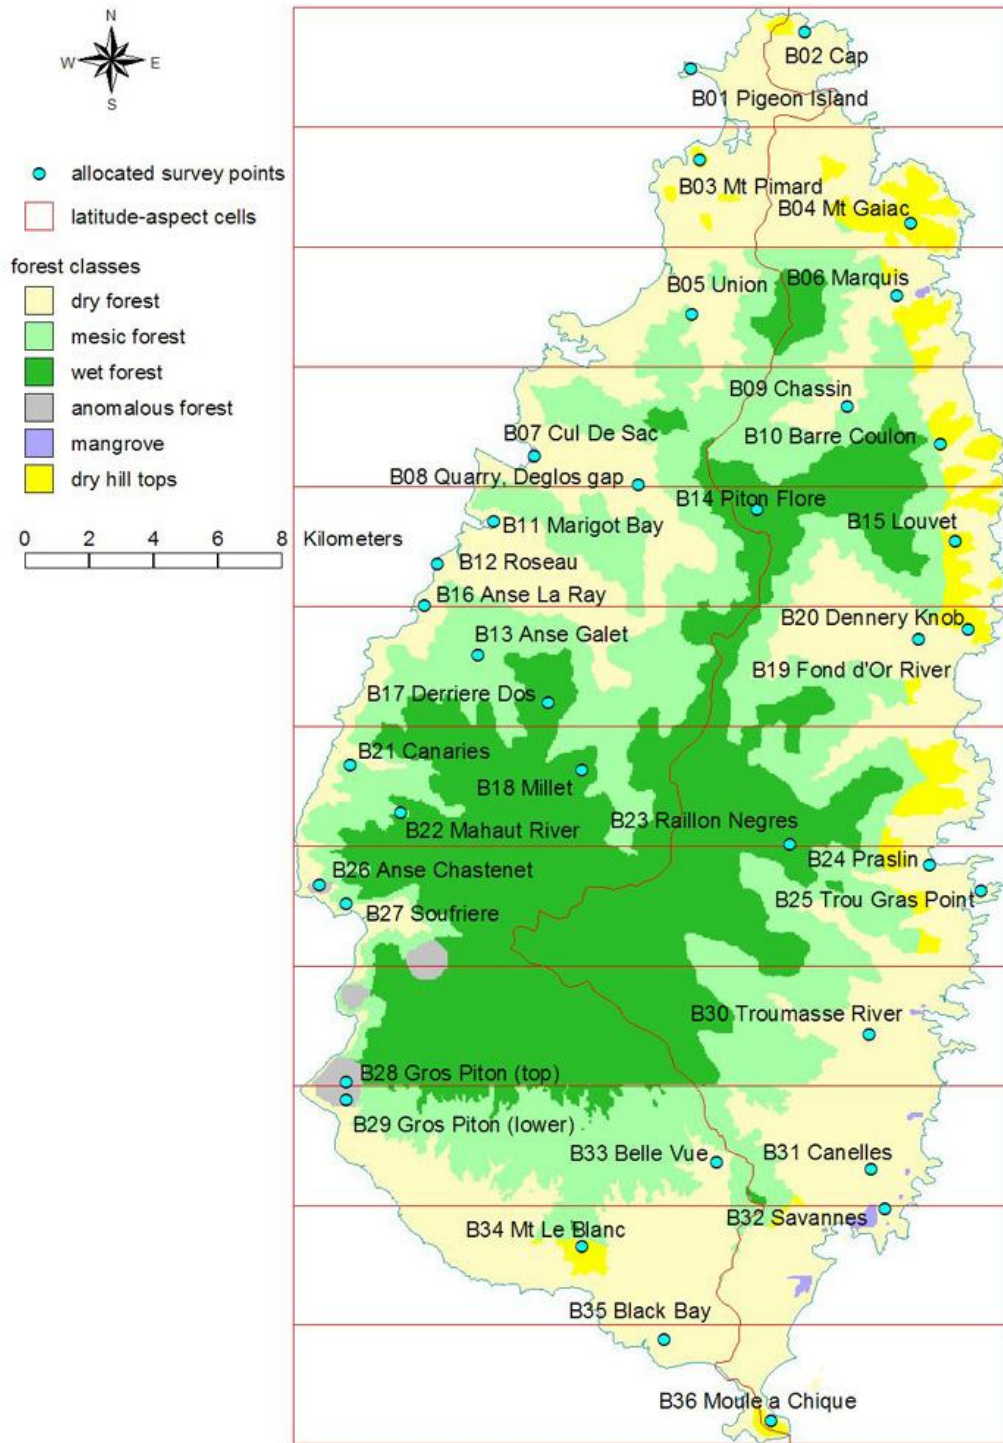 N
W E
S
allocated survey points
latitude-aspect cells
forest classes
dry forest
mesic forest
wet forest
anomalous forest
mangrove
dry hill tops
0 2 4 6 8 Kilometers
B02 Cap
B01 Pigeon Island
B03 Mt Pimard
B04 Mt Gaiac
B05 Union
B06 Marquis
B09 Chassin
B07 Cul De Sac
B10 Barre Coulon
B08 Quarry, Deglos gap
B14 Piton Flore
B11 Marigot Bay
B15 Louvet
B12 Roseau
B16 Anse La Ray
B20 Dennery Knob
B13 Anse Galet
B19 Fond d'Or River
B17 Derriere Dos
B21 Canaries
B18 Millet
B22 Mahaut River
B23 Raillon Negres
B24 Praslin
B26 Anse Chastenet
B25 Trou Gras Point
B27 Soufriere
B30 Troumasse River
B28 Gros Piton (top)
B29 Gros Piton (lower)
B33 Belle Vue
B31 Canelles
B32 Savannes
B34 Mt Le Blanc
B35 Black Bay
B36 Moule a Chique